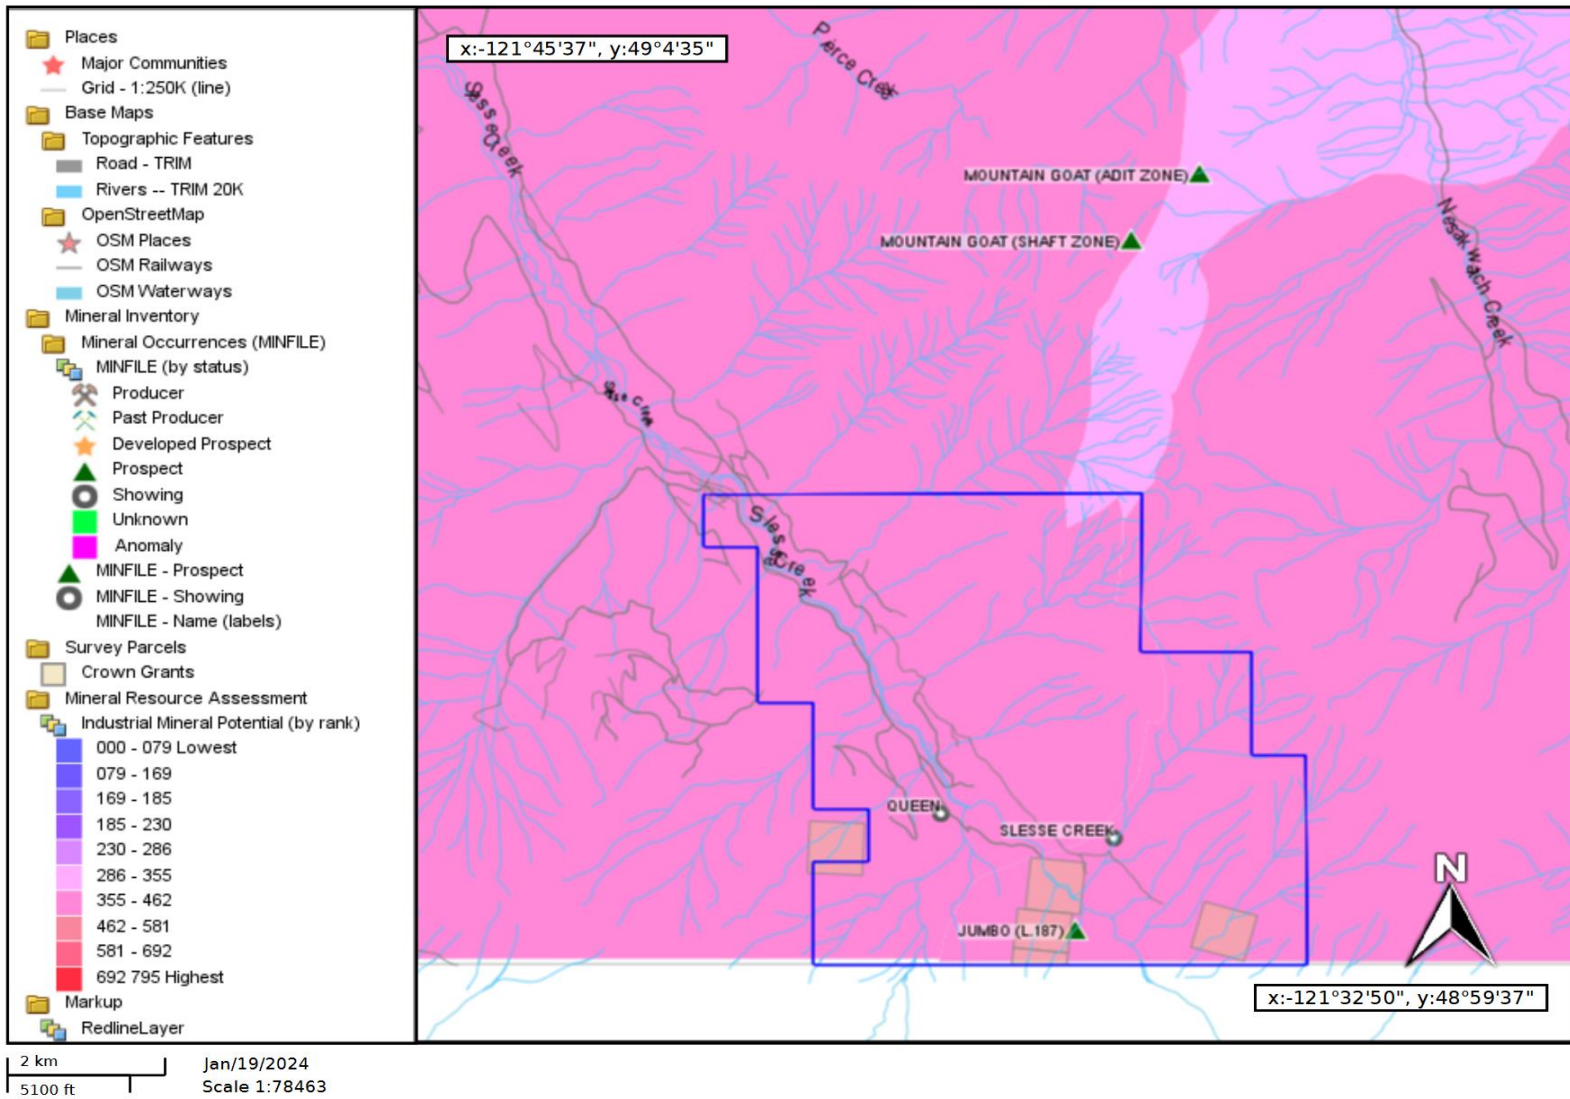 Places
Major Communities
Grid - 1:250K (line)
Base Maps
Topographic Features
Road - TRIM
Rivers -- TRIM 20K
OpenStreetMap
OSM Places
OSM Railways
OSM Waterways
Mineral Inventory
Mineral Occurrences (MINFILE)
MINFILE (by status)
Producer
Past Producer
Developed Prospect
Prospect
Showing
Unknown
Anomaly
MINFILE - Prospect
MINFILE - Showing
MINFILE - Name (labels)
Survey Parcels
Crown Grants
Mineral Resource Assessment
Industrial Mineral Potential (by rank)
000 - 079 Lowest
079 - 169
169 - 185
185 - 230
230 - 286
286 - 355
355 - 462
462 - 581
581 - 692
692 795 Highest
Markup
RedlineLayer
x:-121°45'37", y:49°4'35"
Pierce Creek
MOUNTAIN GOAT (ADIT ZONE)
MOUNTAIN GOAT (SHAFT ZONE)
Nesakwach Creek
Slesse Creek
QUEEN
SLESSE CREEK
JUMBO (L.187)
N
x:-121°32'50", y:48°59'37"
2 km
5100 ft
Jan/19/2024
Scale 1:78463